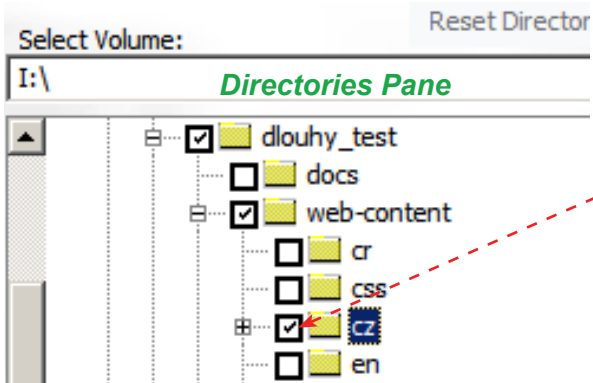 Reset Director
Select Volume:
I:\
Directories Pane
dlouhy_test
docs
web-content
cr
css
cz
en